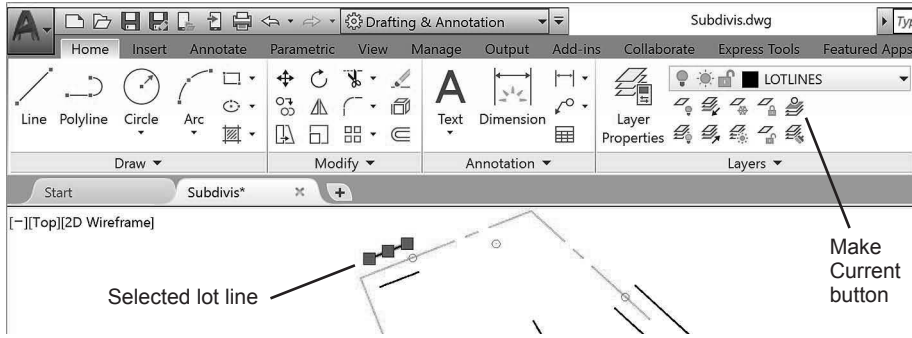 A Drafting & Annotation Subdivis.dwg Typ
Home Insert Annotate Parametric View Manage Output Add-ins Collaborate Express Tools Featured Apps
LOTLINES
Line Polyline Circle Arc A Text Dimension Layer Properties
Draw Modify Annotation Layers
Start Subdivis* +
[−][Top][2D Wireframe]
Selected lot line
Make
Current
button